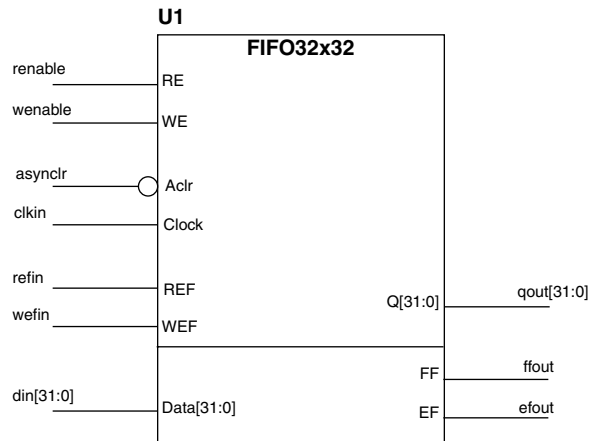 U1
FIFO32x32
renable
RE
wenable
WE
asynclr
Aclr
clkin
Clock
refin
REF
Q[31:0]
qout[31:0]
wefin
WEF
FF
ffout
din[31:0]
Data[31:0]
EF
efout